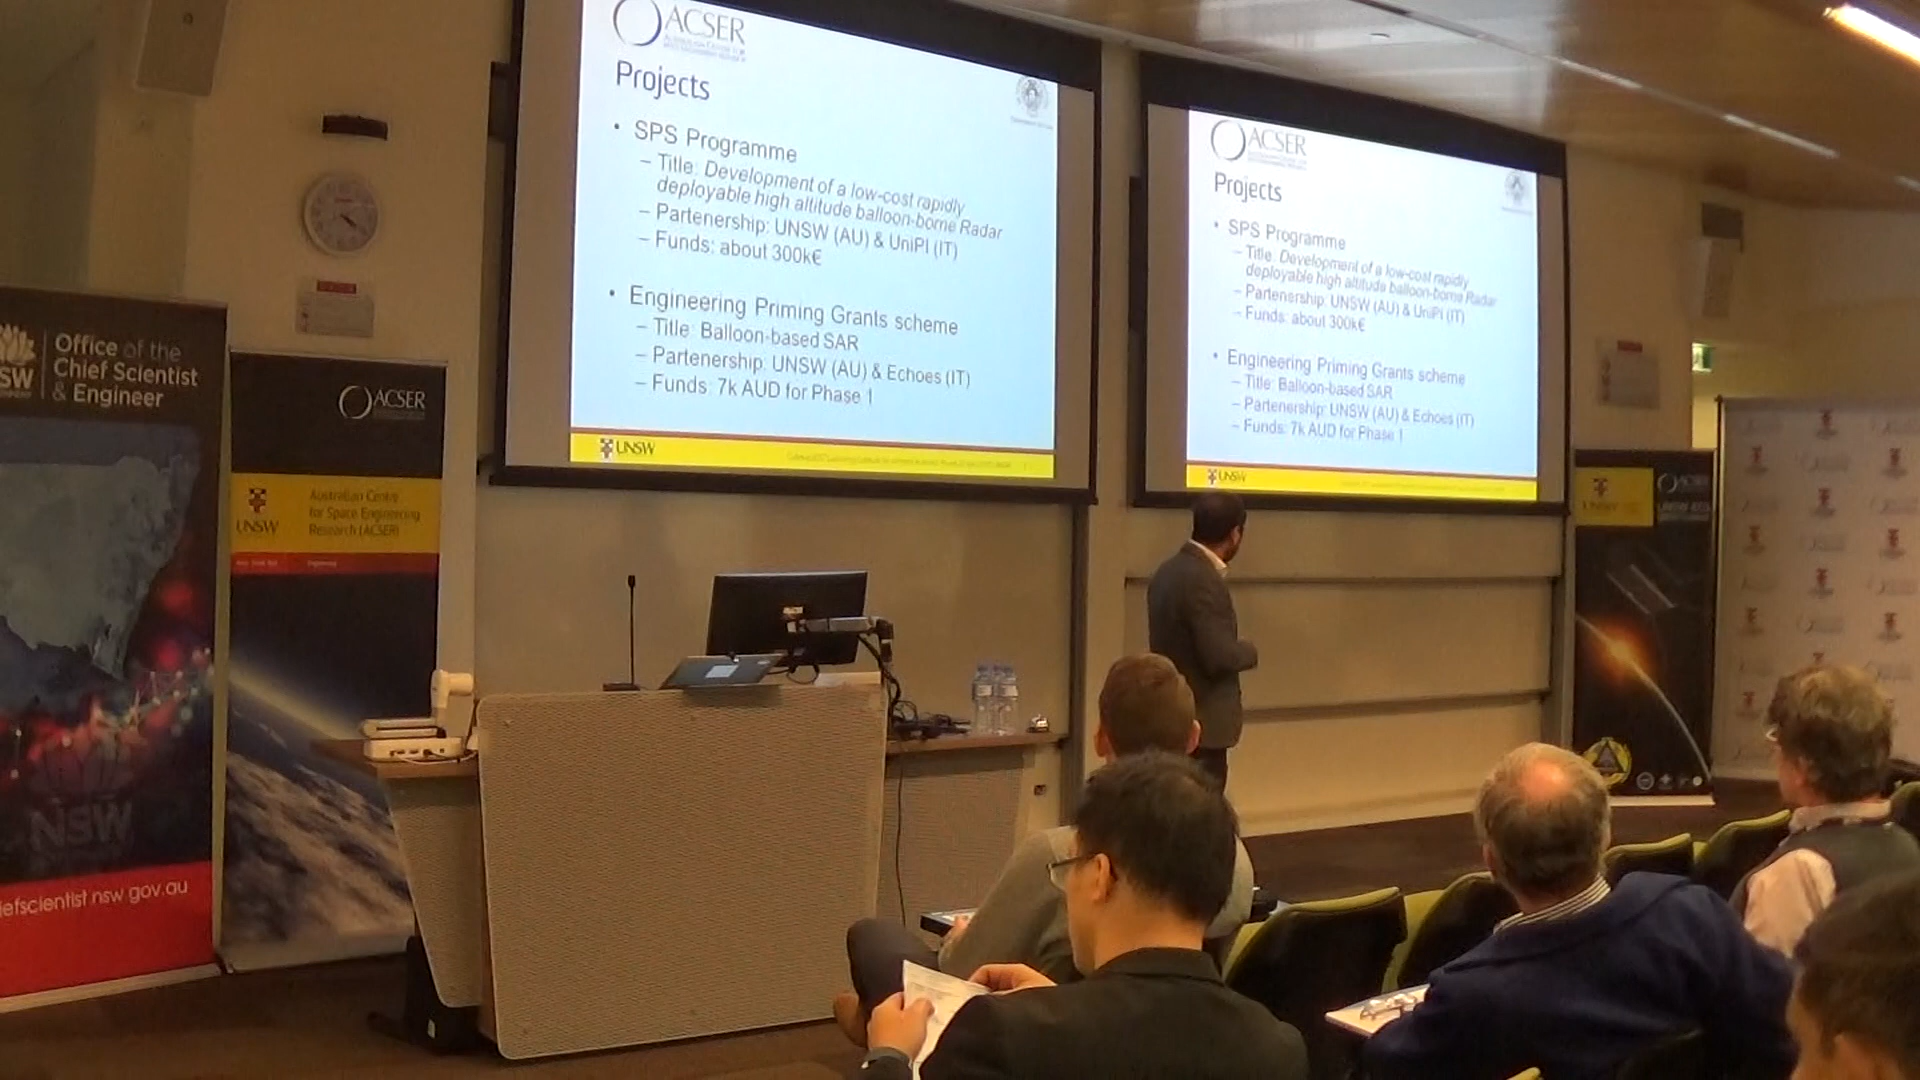 ACSER
Projects
• SPS Programme
– Title: Development of a low-cost rapidly
deployable high altitude balloon-borne Radar
– Partenership: UNSW (AU) & UniPI (IT)
– Funds: about 300k€
• Engineering Priming Grants scheme
– Title: Balloon-based SAR
– Partenership: UNSW (AU) & Echoes (IT)
– Funds: 7k AUD for Phase 1
UNSW
ACSER
Projects
• SPS Programme
– Title: Development of a low-cost rapidly
deployable high altitude balloon-borne Radar
– Partenership: UNSW (AU) & UniPI (IT)
– Funds: about 300k€
• Engineering Priming Grants scheme
– Title: Balloon-based SAR
– Partenership: UNSW (AU) & Echoes (IT)
– Funds: 7k AUD for Phase 1
UNSW
SW
Office of the
Chief Scientist
& Engineer
NSW
iefscientist.nsw.gov.au
ACSER
UNSW
Australian Centre
for Space Engineering
Research (ACSER)
ACSER